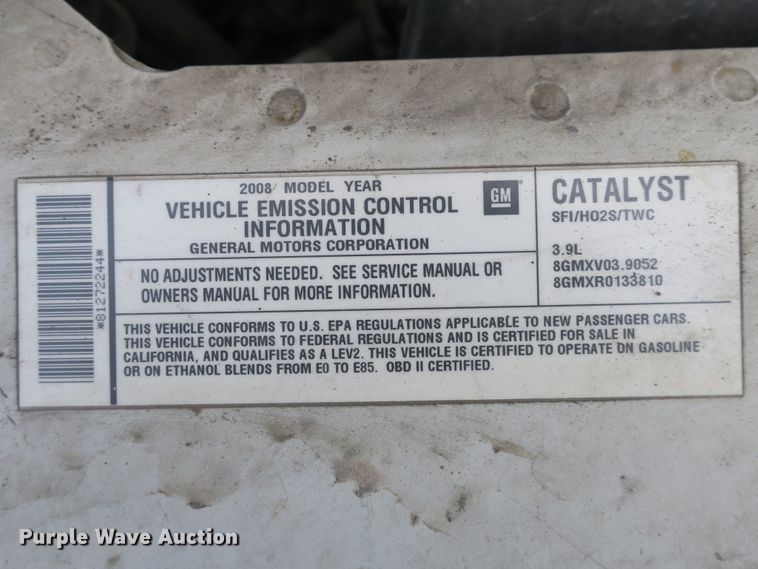 *81272244*
2008 MODEL YEAR
VEHICLE EMISSION CONTROL
INFORMATION
GENERAL MOTORS CORPORATION
GM
NO ADJUSTMENTS NEEDED. SEE SERVICE MANUAL OR
OWNERS MANUAL FOR MORE INFORMATION.
CATALYST
SFI/HO2S/TWC
3.9L
8GMXV03.9052
8GMXR0133810
THIS VEHICLE CONFORMS TO U.S. EPA REGULATIONS APPLICABLE TO NEW PASSENGER CARS.
THIS VEHICLE CONFORMS TO FEDERAL REGULATIONS AND IS CERTIFIED FOR SALE IN
CALIFORNIA, AND QUALIFIES AS A LEV2. THIS VEHICLE IS CERTIFIED TO OPERATE ON GASOLINE
OR ON ETHANOL BLENDS FROM E0 TO E85. OBD II CERTIFIED.
Purple Wave Auction